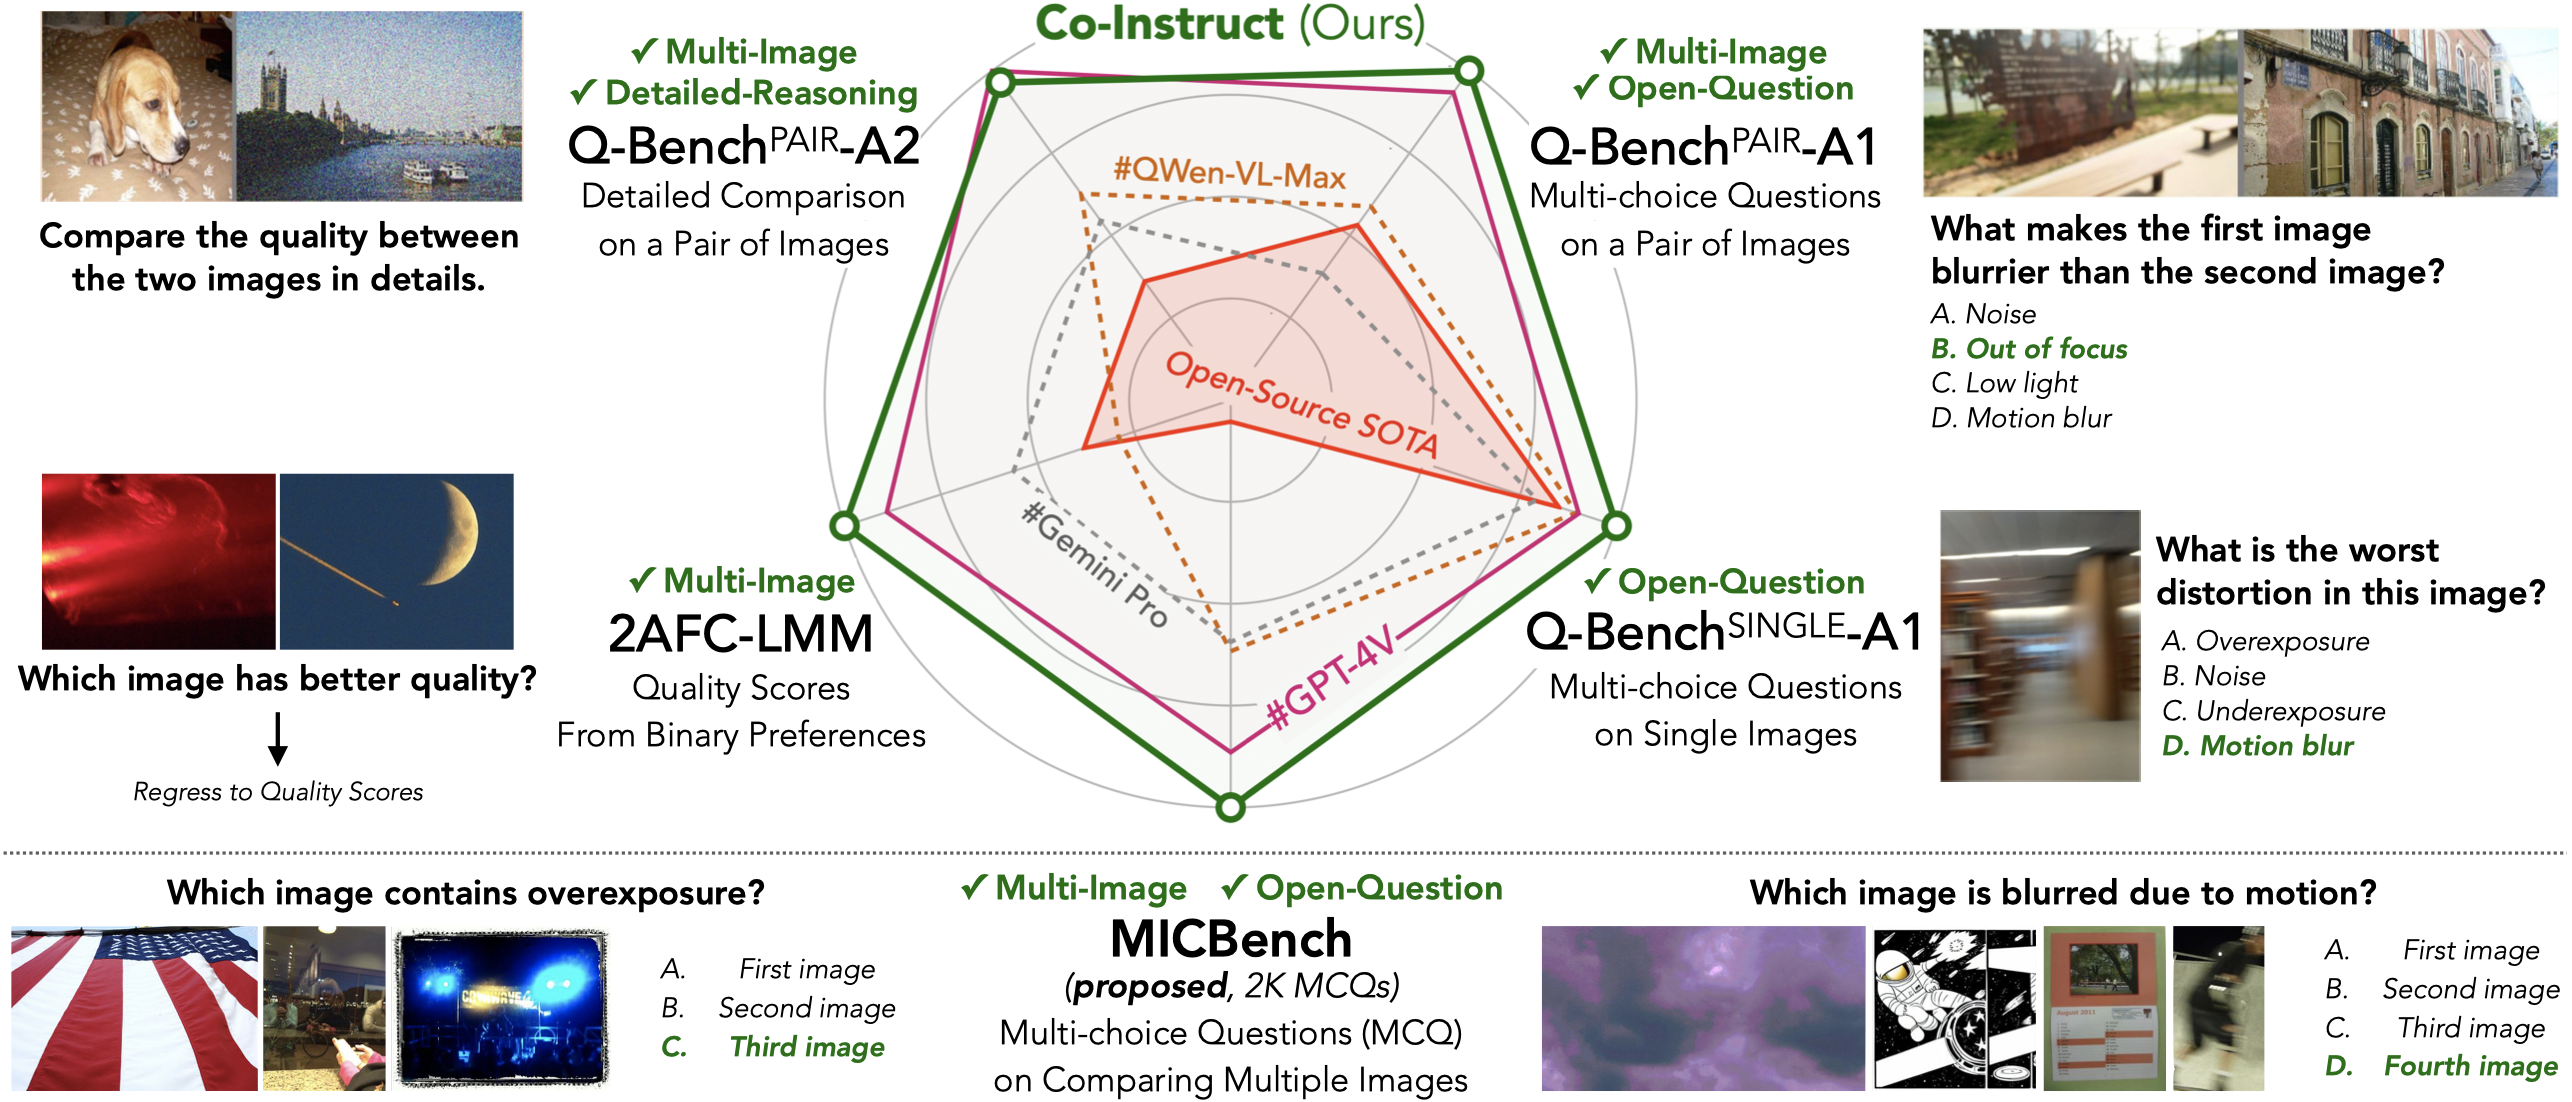 Co-Instruct (Ours)
✓ Multi-Image
✓ Detailed-Reasoning
Q-Bench^PAIR-A2
Detailed Comparison
on a Pair of Images
Compare the quality between
the two images in details.
✓ Multi-Image
✓ Open-Question
Q-Bench^PAIR-A1
Multi-choice Questions
on a Pair of Images
What makes the first image
blurrier than the second image?
A. Noise
B. Out of focus
C. Low light
D. Motion blur
#QWen-VL-Max
Open-Source SOTA
#Gemini Pro
#GPT-4V
✓ Multi-Image
2AFC-LMM
Quality Scores
From Binary Preferences
Which image has better quality?
Regress to Quality Scores
✓ Open-Question
Q-Bench^SINGLE-A1
Multi-choice Questions
on Single Images
What is the worst
distortion in this image?
A. Overexposure
B. Noise
C. Underexposure
D. Motion blur
Which image contains overexposure?
A. First image
B. Second image
C. Third image
✓ Multi-Image ✓ Open-Question
MICBench
(proposed, 2K MCQs)
Multi-choice Questions (MCQ)
on Comparing Multiple Images
Which image is blurred due to motion?
August 2011
A. First image
B. Second image
C. Third image
D. Fourth image